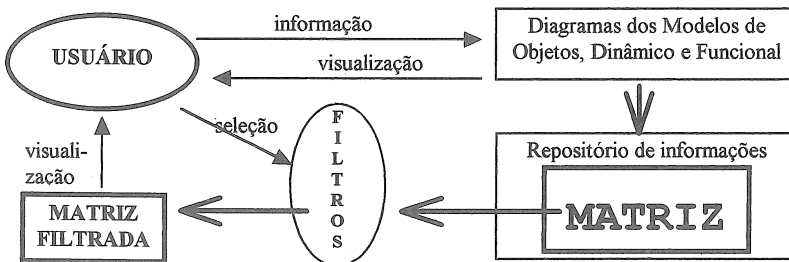 informação
Diagramas dos Modelos de
Objetos, Dinâmico e Funcional
USUÁRIO
visualização
seleção
FILTROS
visuali-
zação
Repositório de informações
MATRIZ
MATRIZ
FILTRADA